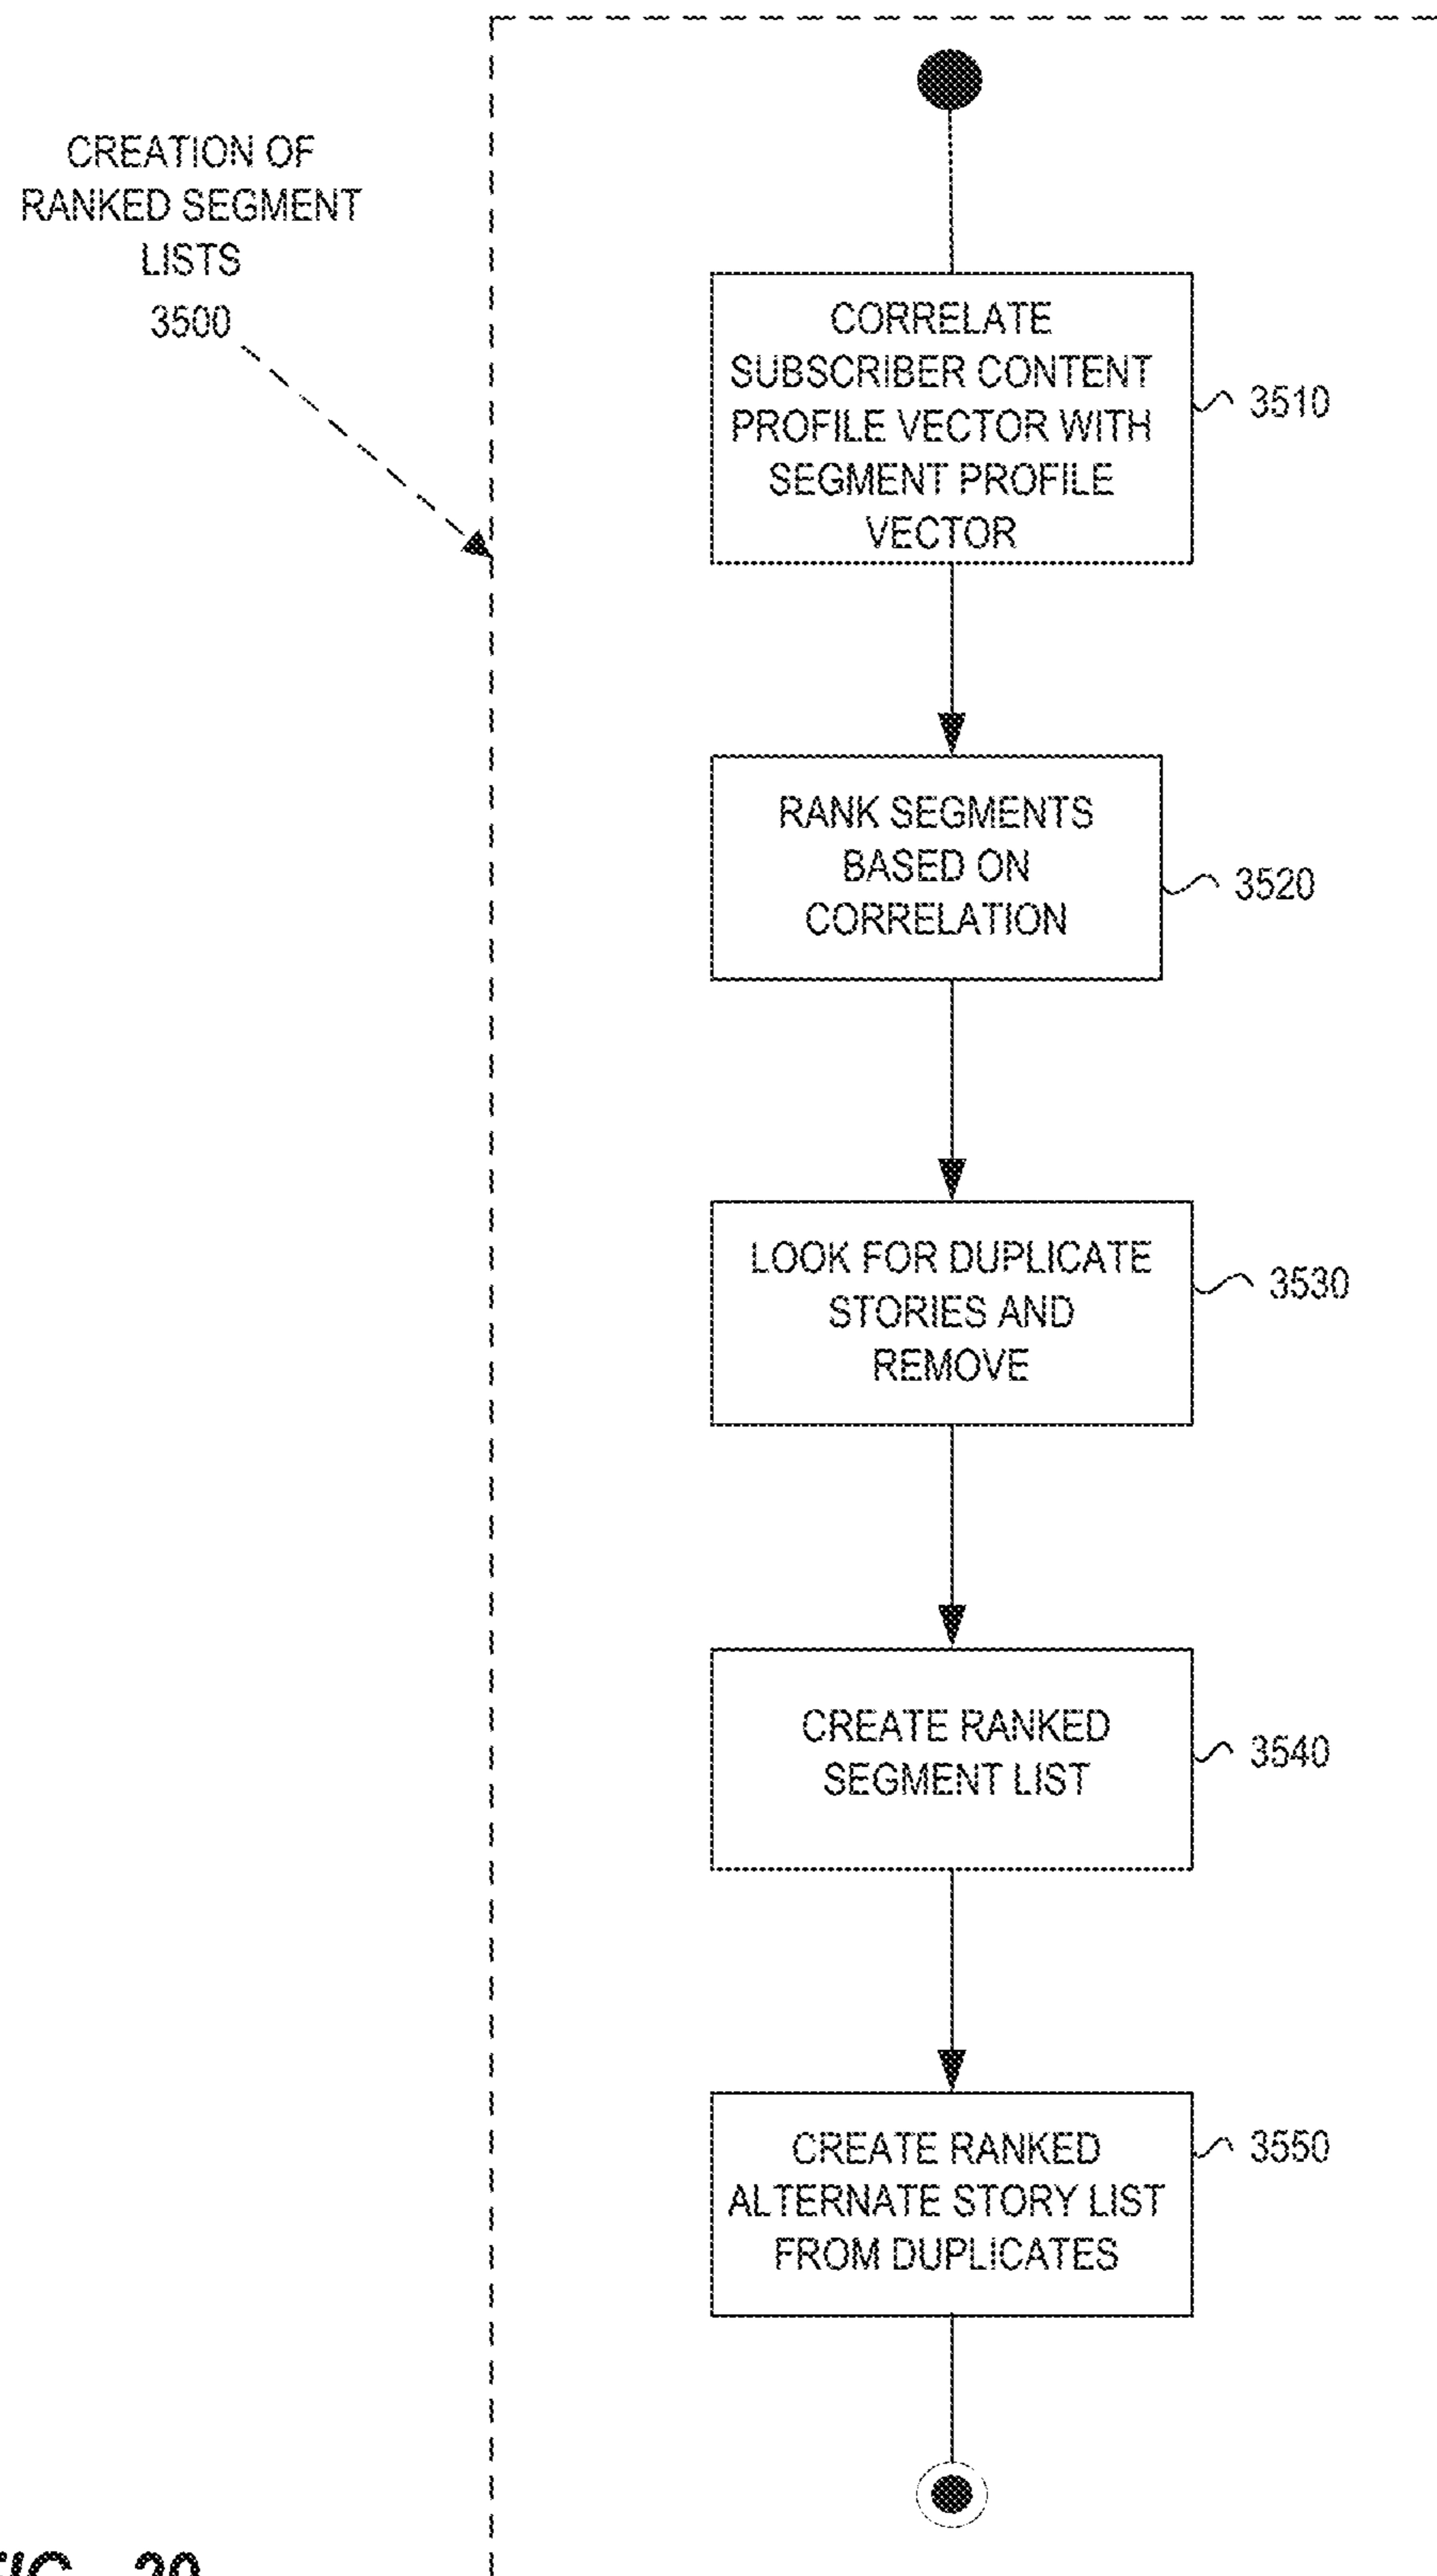 CREATION OF
RANKED SEGMENT
LISTS
3500
CORRELATE
SUBSCRIBER CONTENT
PROFILE VECTOR WITH
SEGMENT PROFILE
VECTOR
3510
RANK SEGMENTS
BASED ON
CORRELATION
3520
LOOK FOR DUPLICATE
STORIES AND
REMOVE
3530
CREATE RANKED
SEGMENT LIST
3540
CREATE RANKED
ALTERNATE STORY LIST
FROM DUPLICATES
3550